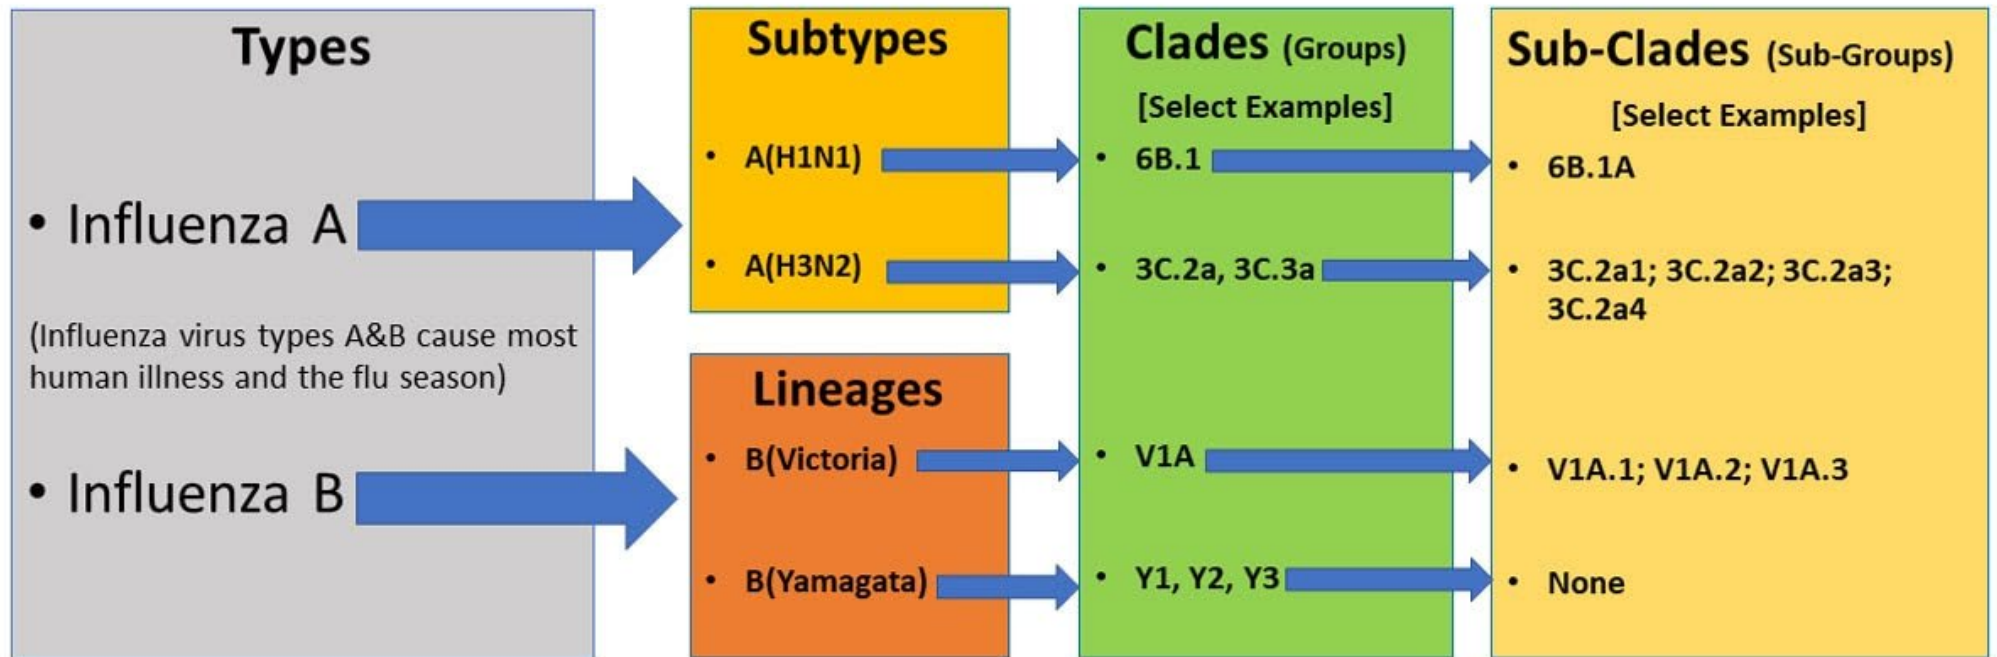 Types
• Influenza A
(Influenza virus types A&B cause most
human illness and the flu season)
• Influenza B
Subtypes
• A(H1N1)
• A(H3N2)
Lineages
• B(Victoria)
• B(Yamagata)
Clades (Groups)
[Select Examples]
• 6B.1
• 3C.2a, 3C.3a
• V1A
• Y1, Y2, Y3
Sub-Clades (Sub-Groups)
[Select Examples]
• 6B.1A
• 3C.2a1; 3C.2a2; 3C.2a3;
3C.2a4
• V1A.1; V1A.2; V1A.3
• None